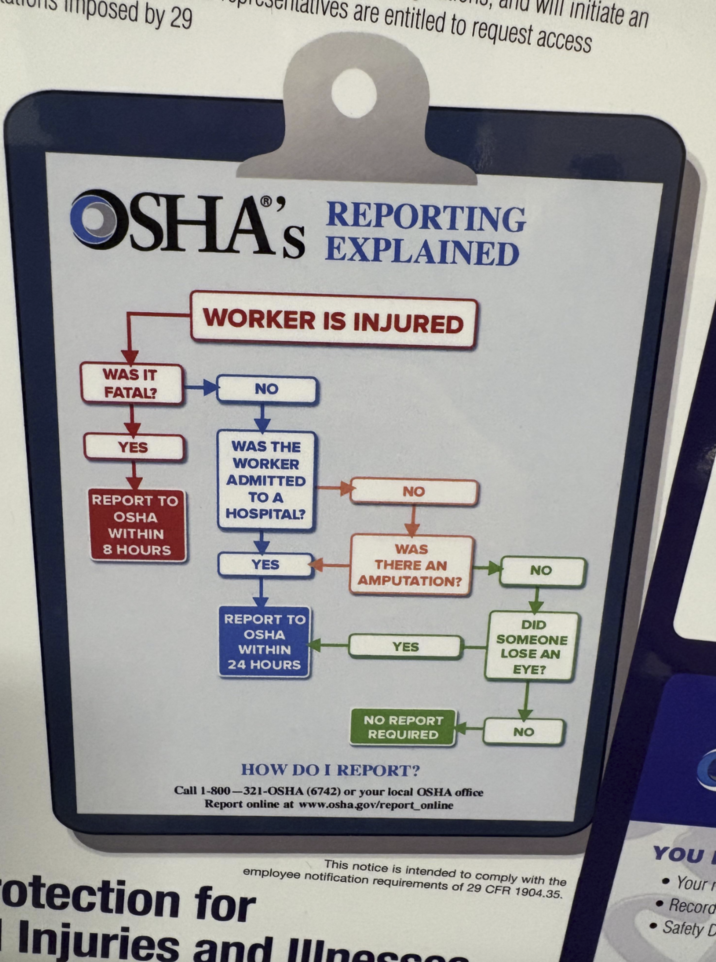 tations imposed by 29
representatives are entitled to request access
and will initiate an
OSHA®'s
REPORTING
EXPLAINED
WORKER IS INJURED
WAS IT
FATAL?
NO
YES
REPORT TO
OSHA
WITHIN
8 HOURS
WAS THE
WORKER
ADMITTED
TO A
HOSPITAL?
NO
YES
WAS
THERE AN
AMPUTATION?
NO
REPORT TO
OSHA
WITHIN
24 HOURS
YES
DID
SOMEONE
LOSE AN
EYE?
NO REPORT
REQUIRED
NO
HOW DO I REPORT?
Call 1-800—321-OSHA (6742) or your local OSHA office
Report online at www.osha.gov/report_online
This notice is intended to comply with the
employee notification requirements of 29 CFR 1904.35.
rotection for
Injuries and Illnesses
YOU
• Your
• Record
• Safety